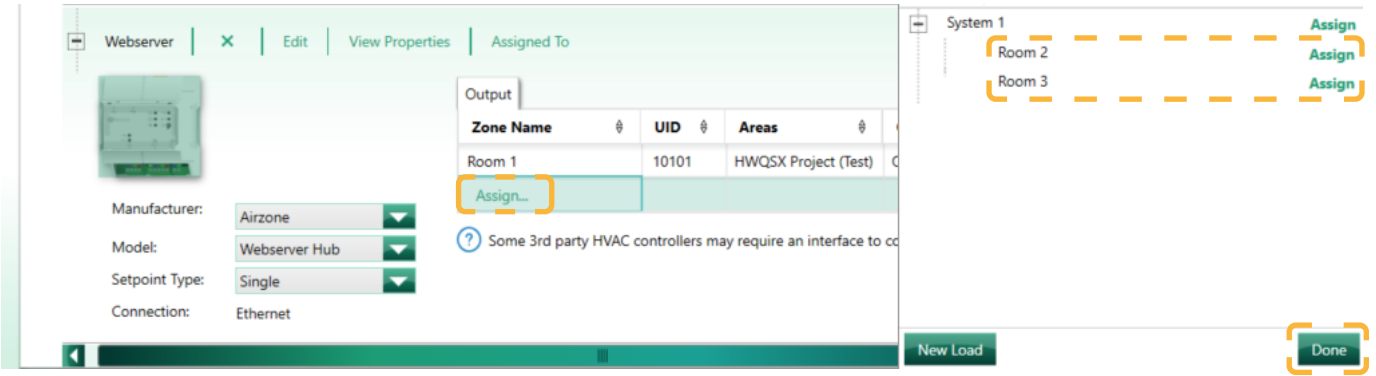 Webserver × Edit View Properties Assigned To
Output
Zone Name UID Areas
Room 1 10101 HWQSX Project (Test)
Assign...
Manufacturer: Airzone
Model: Webserver Hub
Setpoint Type: Single
Connection: Ethernet
? Some 3rd party HVAC controllers may require an interface to
System 1 Assign
Room 2 Assign
Room 3 Assign
New Load Done